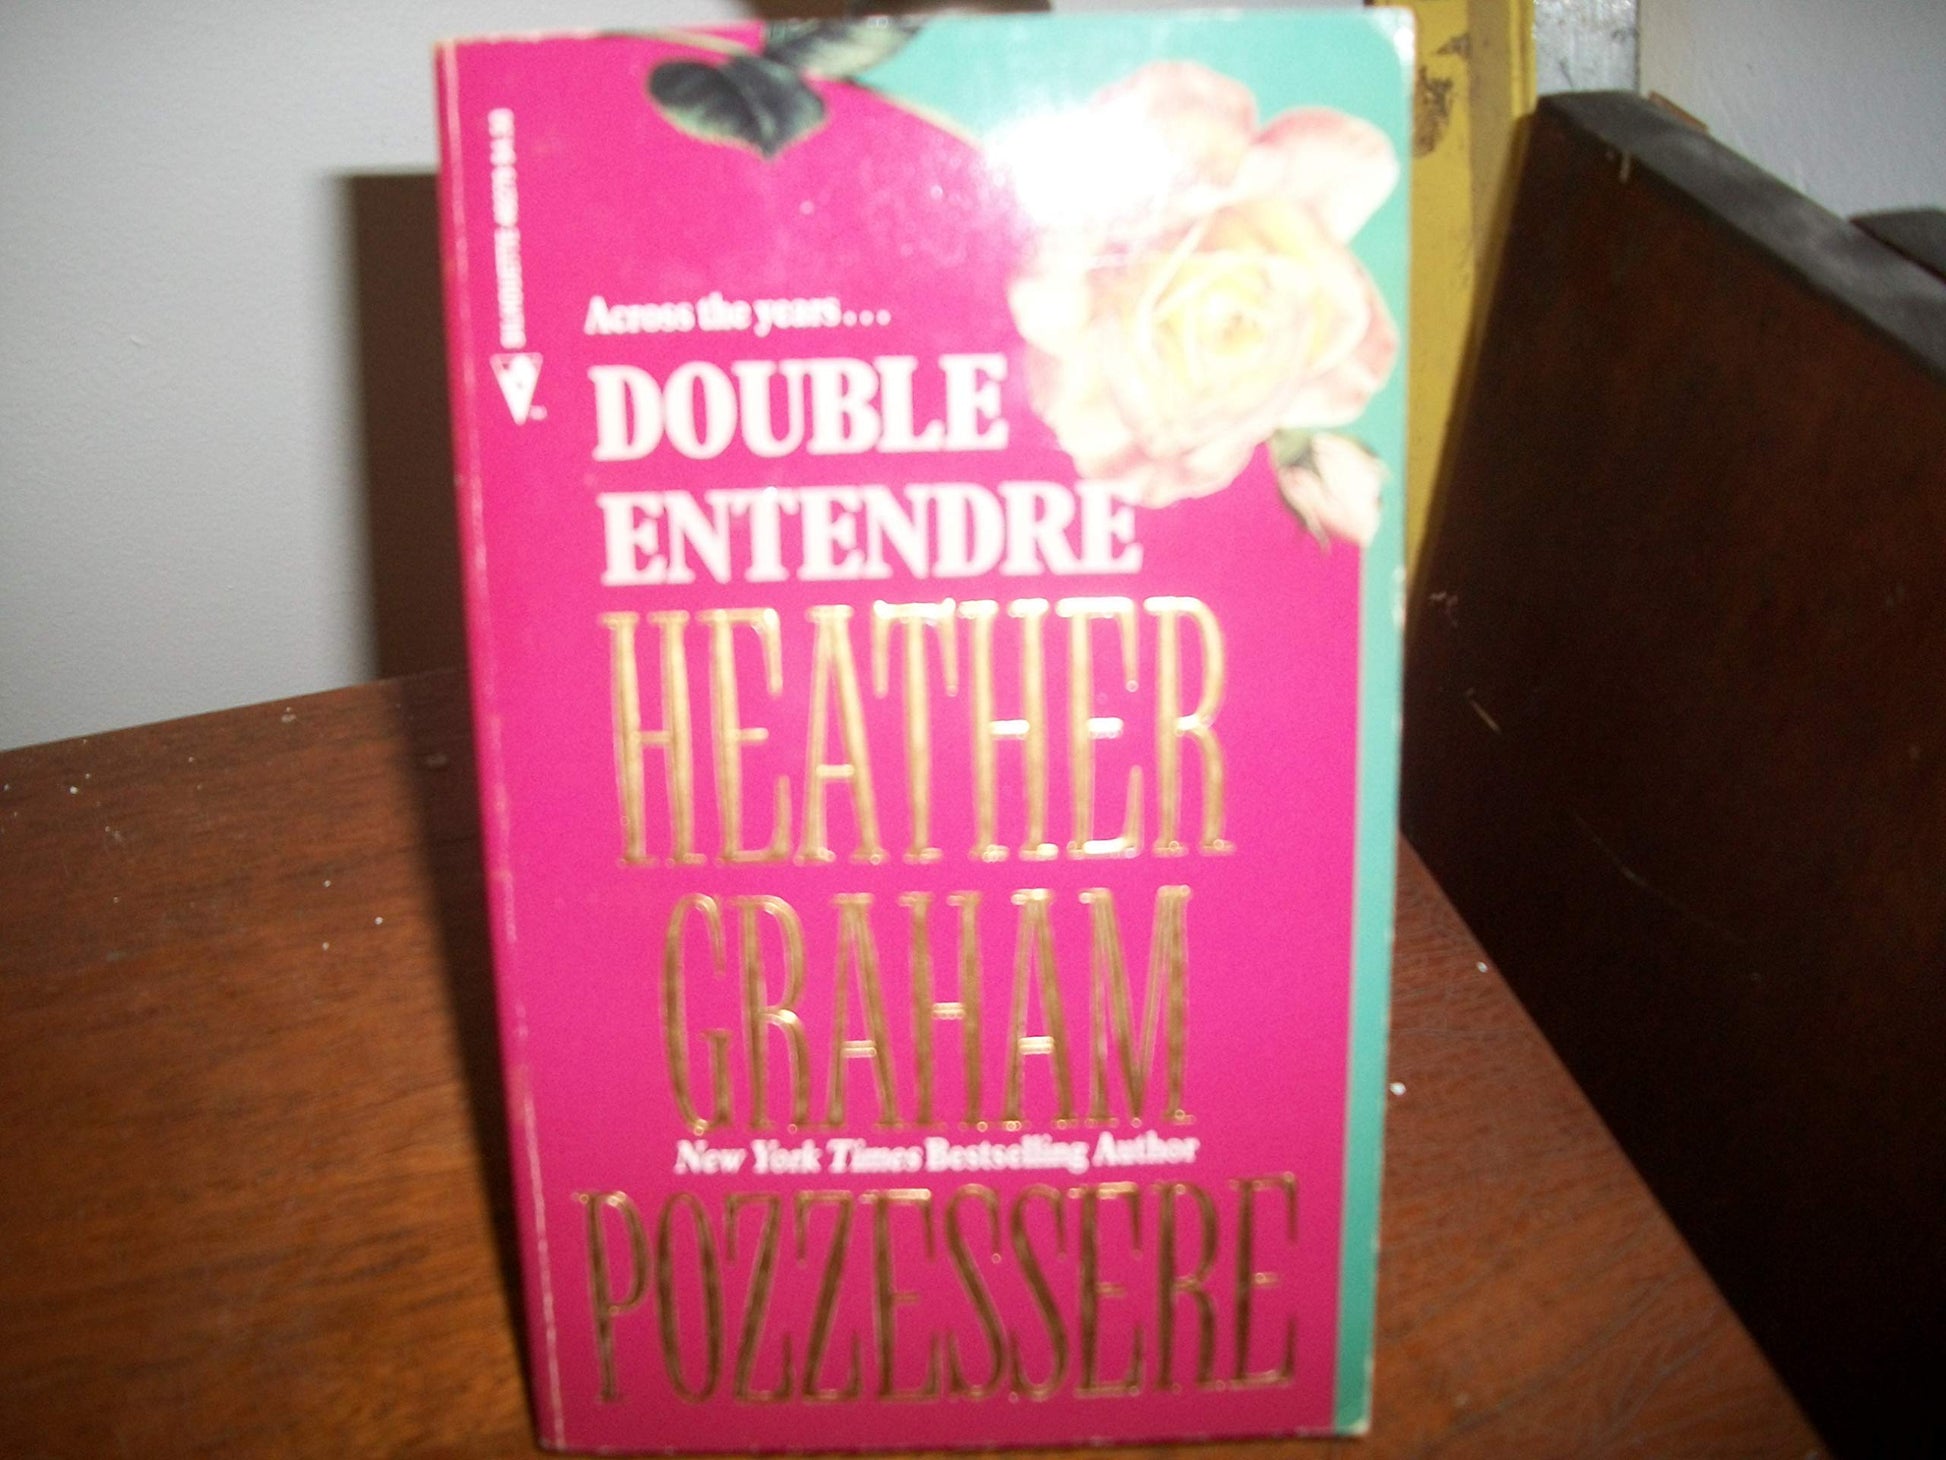 Across the years...
DOUBLE
ENTENDRE
HEATHER
GRAHAM
New York Times Bestselling Author
POZZESSERE